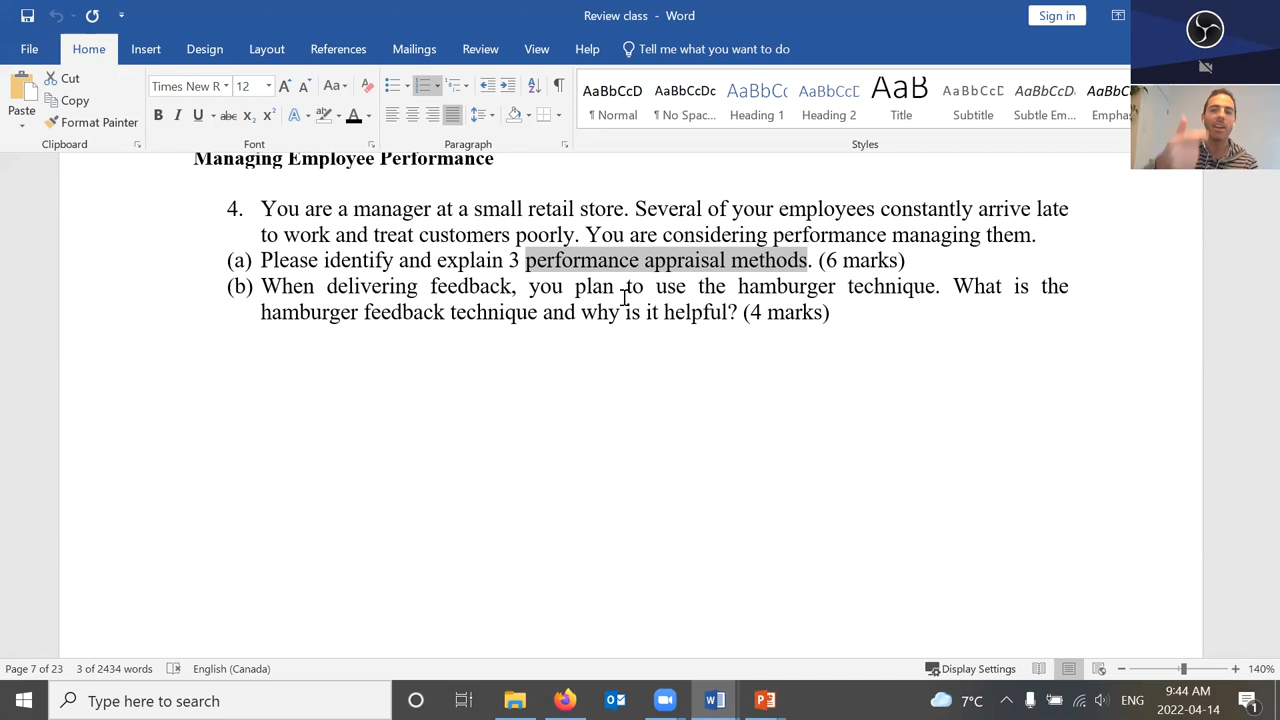 Review class - Word
Sign in
File Home Insert Design Layout References Mailings Review View Help Tell me what you want to do
Paste
Cut
Copy
Format Painter
Times New R 12
B I U abc X2 X2
AaBbCcD AaBbCcDc AaBbCc AaBbCcD AaB AaBbCcD AaBbCcD
¶ Normal ¶ No Spac... Heading 1 Heading 2 Title Subtitle Subtle Em...
Clipboard Font Paragraph Styles
Managing Employee Performance
4. You are a manager at a small retail store. Several of your employees constantly arrive late
to work and treat customers poorly. You are considering performance managing them.
(a) Please identify and explain 3 performance appraisal methods. (6 marks)
(b) When delivering feedback, you plan to use the hamburger technique. What is the
hamburger feedback technique and why is it helpful? (4 marks)
Page 7 of 23 3 of 2434 words English (Canada) Display Settings 140%
Type here to search
7°C ENG 9:44 AM
2022-04-14